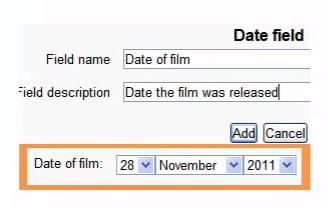 Date field
Field name Date of film
Field description Date the film was released
Add Cancel
Date of film: 28 November 2011